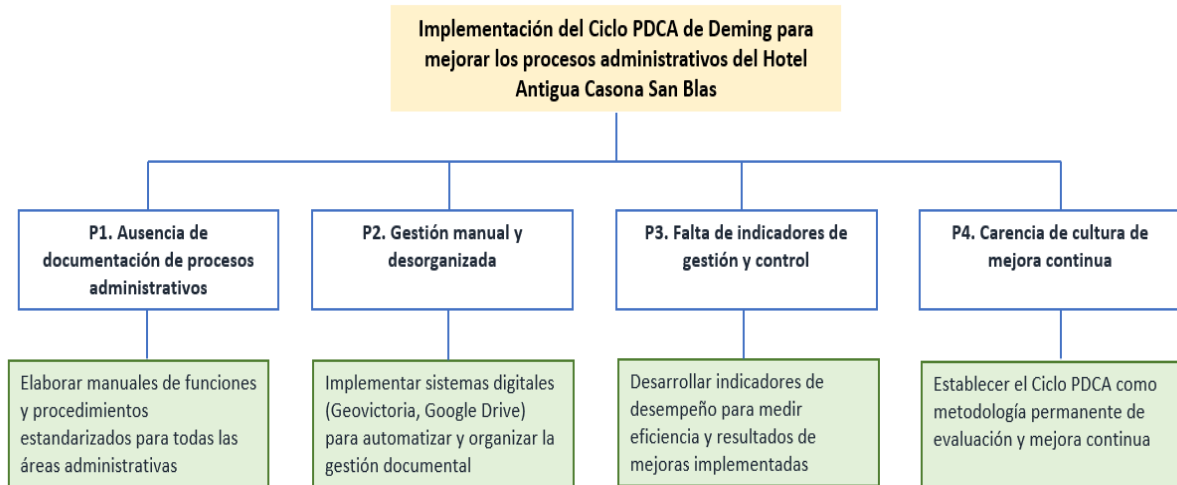 Implementación del Ciclo PDCA de Deming para
mejorar los procesos administrativos del Hotel
Antigua Casona San Blas
P1. Ausencia de
documentación de procesos
administrativos
P2. Gestión manual y
desorganizada
P3. Falta de indicadores de
gestión y control
P4. Carencia de cultura de
mejora continua
Elaborar manuales de funciones
y procedimientos
estandarizados para todas las
áreas administrativas
Implementar sistemas digitales
(Geovictoria, Google Drive)
para automatizar y organizar la
gestión documental
Desarrollar indicadores de
desempeño para medir
eficiencia y resultados de
mejoras implementadas
Establecer el Ciclo PDCA como
metodología permanente de
evaluación y mejora continua